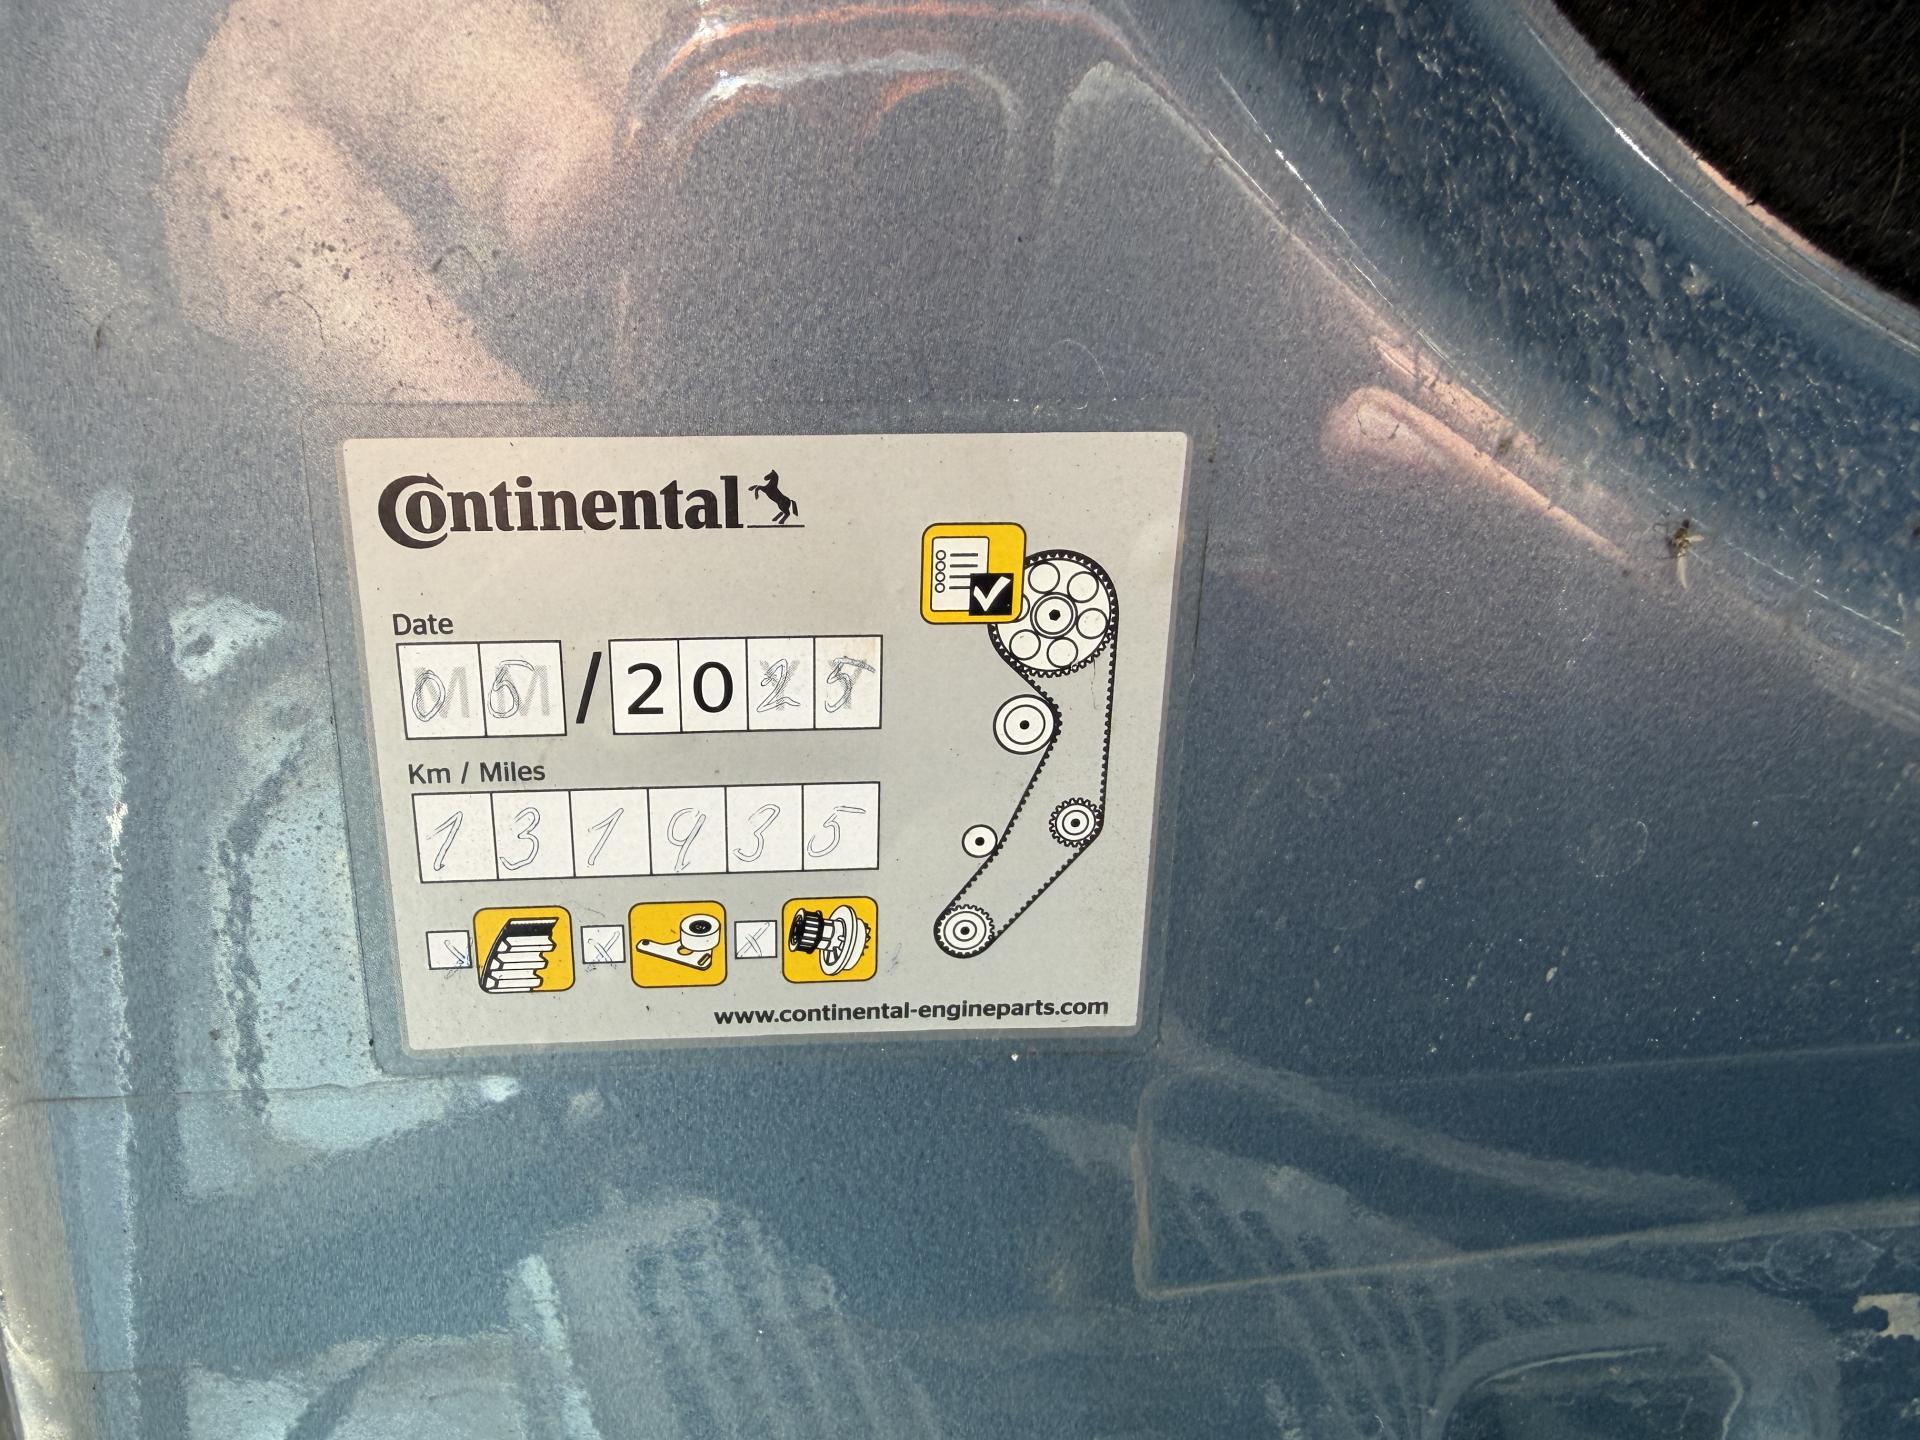 Continental
Date
05/2025
Km / Miles
131935
www.continental-engineparts.com